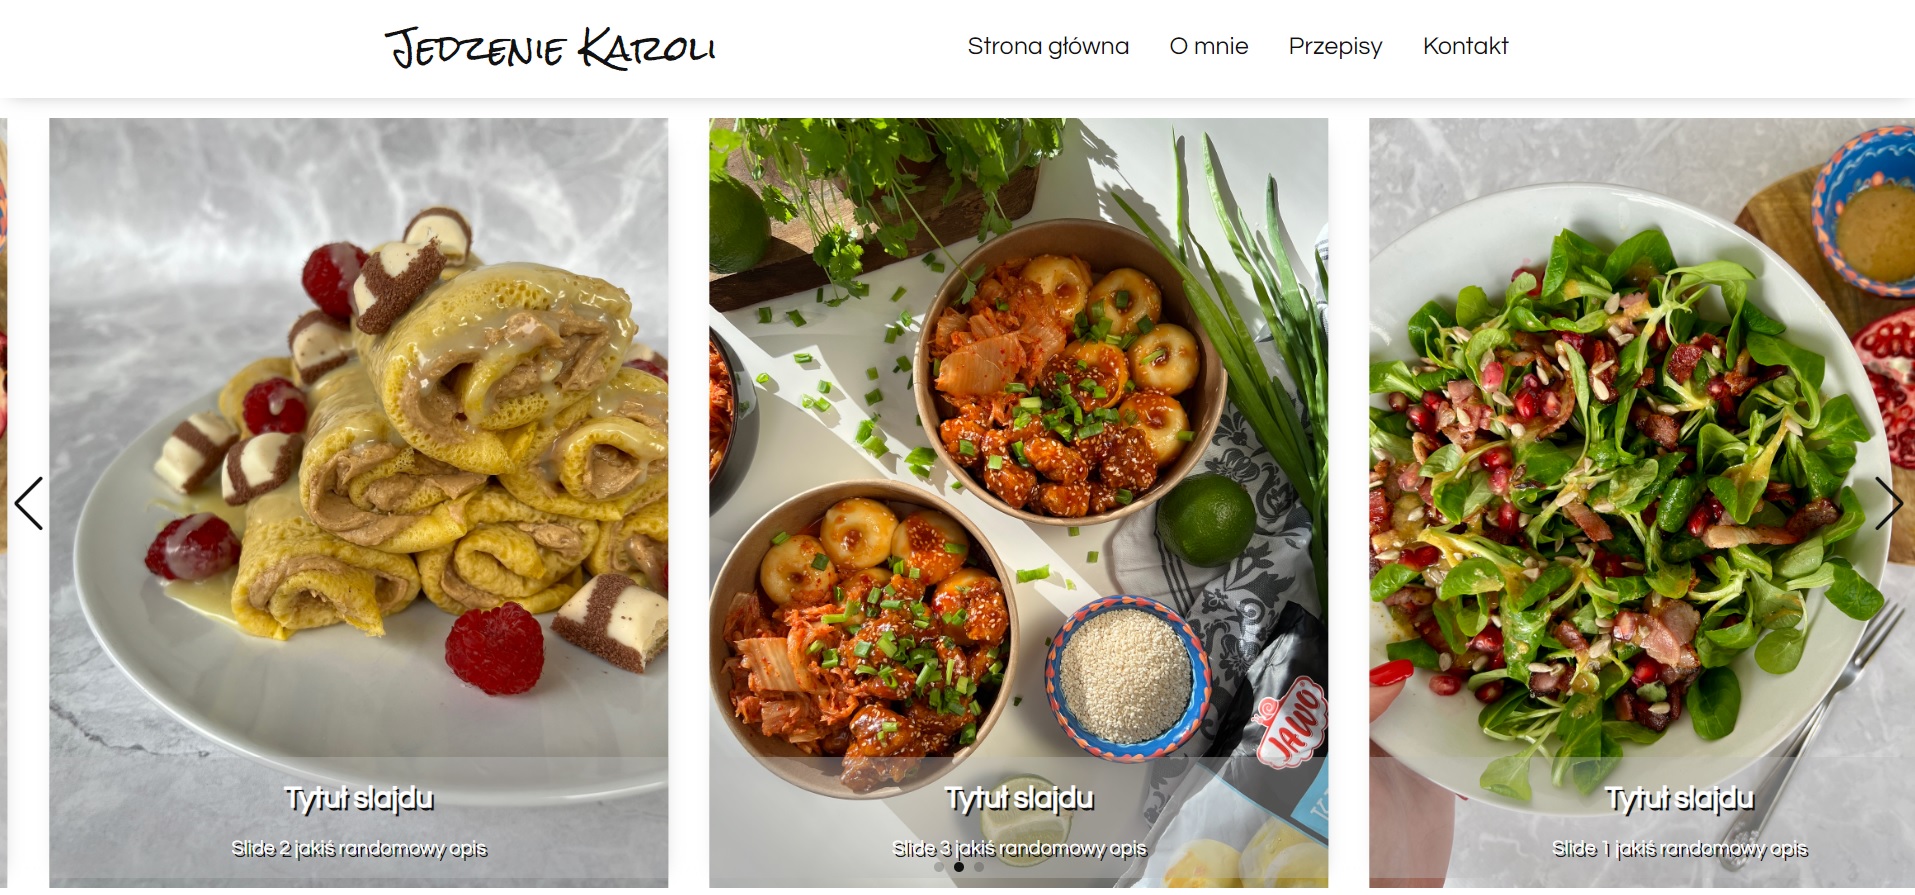 Jedzenie Karoli
Strona główna O mnie Przepisy Kontakt
JAWO
Tytuł slajdu
Slide 2 jakiś randomowy opis
Tytuł slajdu
Slide 3 jakiś randomowy opis
Tytuł slajdu
Slide 1 jakiś randomowy opis